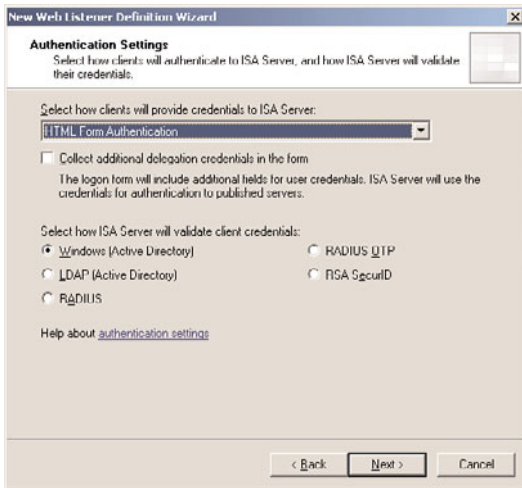 New Web Listener Definition Wizard
Authentication Settings
Select how clients will authenticate to ISA Server, and how ISA Server will validate
their credentials.
Select how clients will provide credentials to ISA Server:
HTML Form Authentication
Collect additional delegation credentials in the form
The logon form will include additional fields for user credentials. ISA Server will use the
credentials for authentication to published servers.
Select how ISA Server will validate client credentials:
Windows (Active Directory)
RADIUS OTP
LDAP (Active Directory)
RSA SecurID
RADIUS
Help about authentication settings
< Back
Next >
Cancel